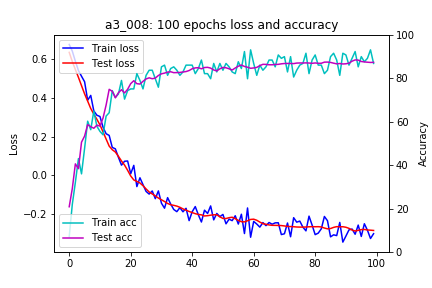 a3_008: 100 epochs loss and accuracy
Train loss
Test loss
Train acc
Test acc
Loss
0.6
0.4
0.2
0.0
−0.2
Accuracy
100
80
60
40
20
0
0
20
40
60
80
100